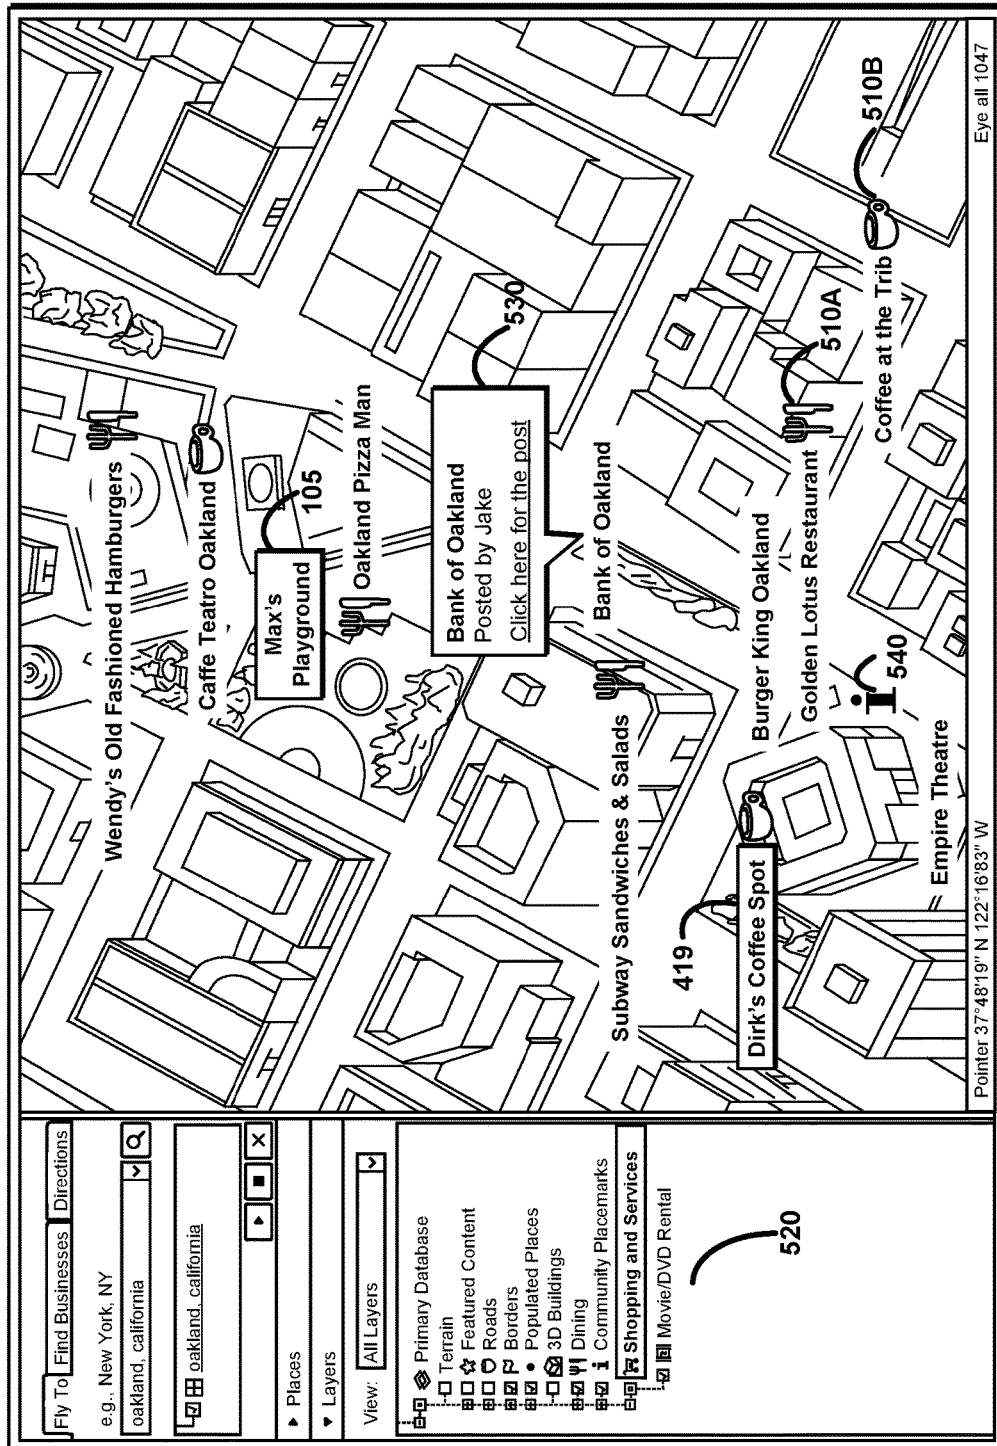 Fly To
Find Businesses
Directions
e.g., New York, NY
oakland, california
oakland, california
Places
Layers
View: All Layers
Primary Database
Terrain
Featured Content
Roads
Borders
Populated Places
3D Buildings
Dining
i Community Placemarks
Shopping and Services
Movie/DVD Rental
520
Wendy's Old Fashioned Hamburgers
Caffe Teatro Oakland
Max's
Playground
105
Oakland Pizza Man
Bank of Oakland
Posted by Jake
Click here for the post
530
Bank of Oakland
Subway Sandwiches & Salads
419
Dirk's Coffee Spot
Burger King Oakland
Golden Lotus Restaurant
510A
Coffee at the Trib
510B
i
540
Empire Theatre
Pointer 37°48'19" N 122°16'83" W
Eye all 1047